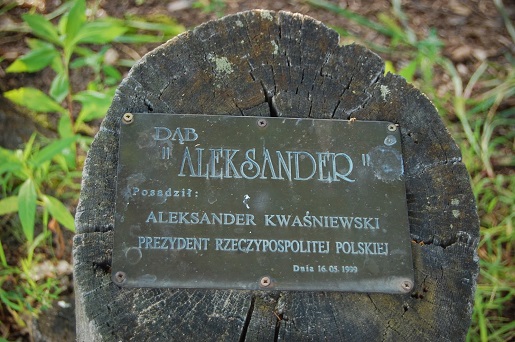 DĄB
"ALEKSANDER"
Posadził:
ALEKSANDER KWAŚNIEWSKI
PREZYDENT RZECZYPOSPOLITEJ POLSKIEJ
Dnia 16.05.1999